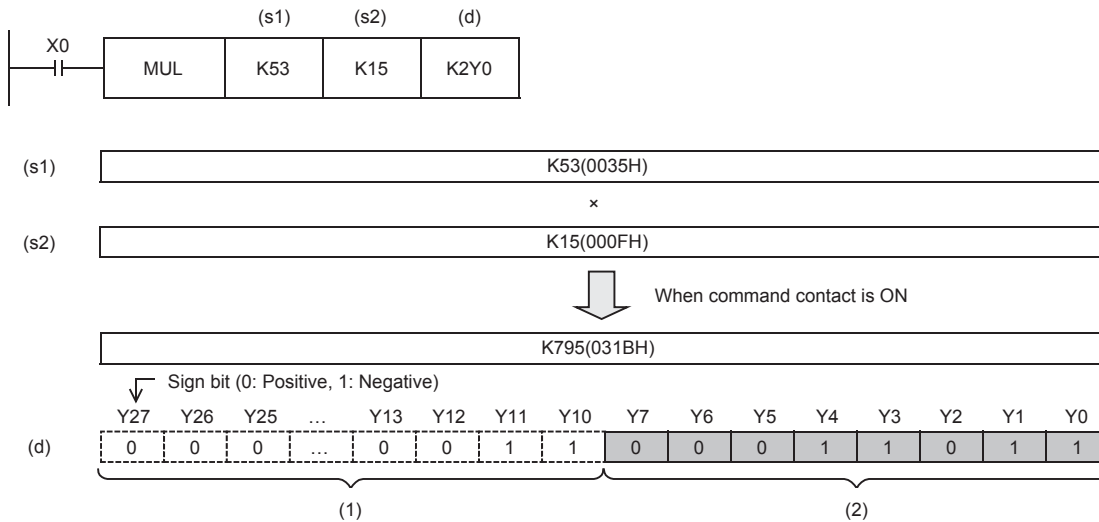 (s1) (s2) (d)
X0
MUL K53 K15 K2Y0
(s1) K53(0035H)
×
(s2) K15(000FH)
When command contact is ON
K795(031BH)
Sign bit (0: Positive, 1: Negative)
Y27 Y26 Y25 ... Y13 Y12 Y11 Y10 Y7 Y6 Y5 Y4 Y3 Y2 Y1 Y0
(d) 0 0 0 ... 0 0 1 1 0 0 0 1 1 0 1 1
(1) (2)